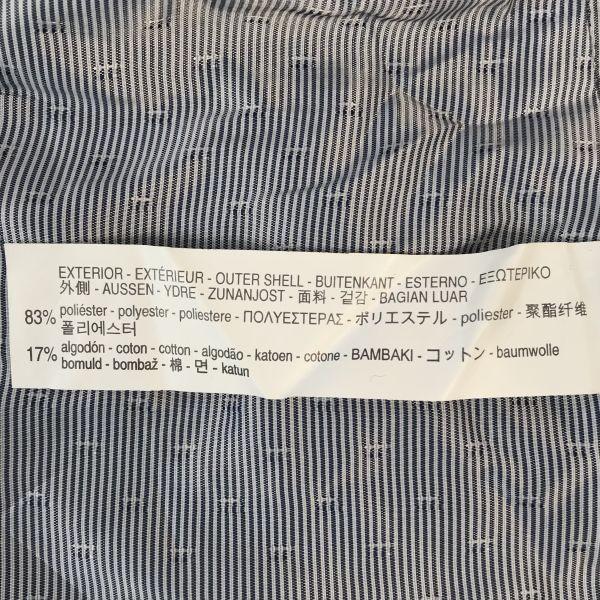 EXTERIOR - EXTÉRIEUR - OUTER SHELL - BUITENKANT - ESTERNO - ΕΞΩΤΕΡΙΚΟ
外側 - AUSSEN - YDRE - ZUNANJOST - 面料 - 겉감 - BAGIAN LUAR
83% poliéster - polyester - poliestere - ΠΟΛΥΕΣΤΕΡΑΣ - ポリエステル - poliester - 聚酯纤维
폴리에스터
17% algodón - coton - cotton - algodão - katoen - cotone - ΒΑΜΒΑΚΙ - コットン - baumwolle
bomuld - bombaž - 棉 - 면 - katun